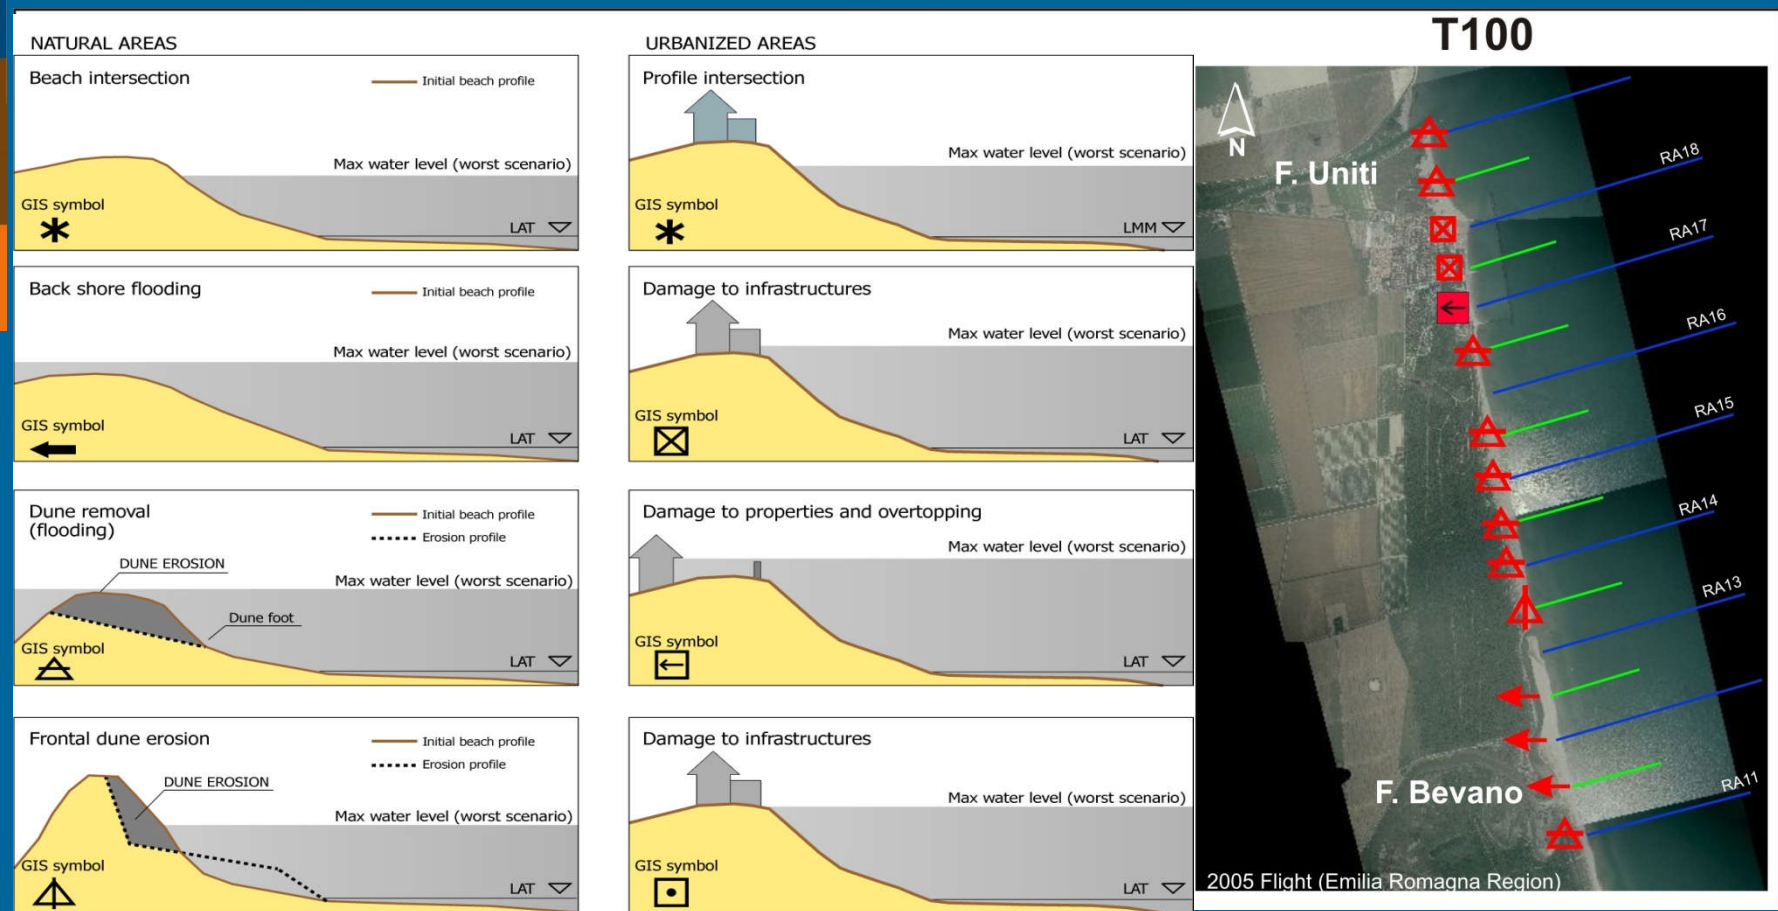 NATURAL AREAS
Beach intersection
Initial beach profile
Max water level (worst scenario)
GIS symbol
LAT
Back shore flooding
Initial beach profile
Max water level (worst scenario)
GIS symbol
LAT
Dune removal
(flooding)
Initial beach profile
Erosion profile
DUNE EROSION
Max water level (worst scenario)
Dune foot
GIS symbol
LAT
Frontal dune erosion
Initial beach profile
Erosion profile
DUNE EROSION
Max water level (worst scenario)
GIS symbol
LAT
URBANIZED AREAS
Profile intersection
Max water level (worst scenario)
GIS symbol
LMM
Damage to infrastructures
Max water level (worst scenario)
GIS symbol
LAT
Damage to properties and overtopping
Max water level (worst scenario)
GIS symbol
LAT
Damage to infrastructures
Max water level (worst scenario)
GIS symbol
LAT
T100
N
F. Uniti
RA18
RA17
RA16
RA15
RA14
RA13
RA11
F. Bevano
2005 Flight (Emilia Romagna Region)